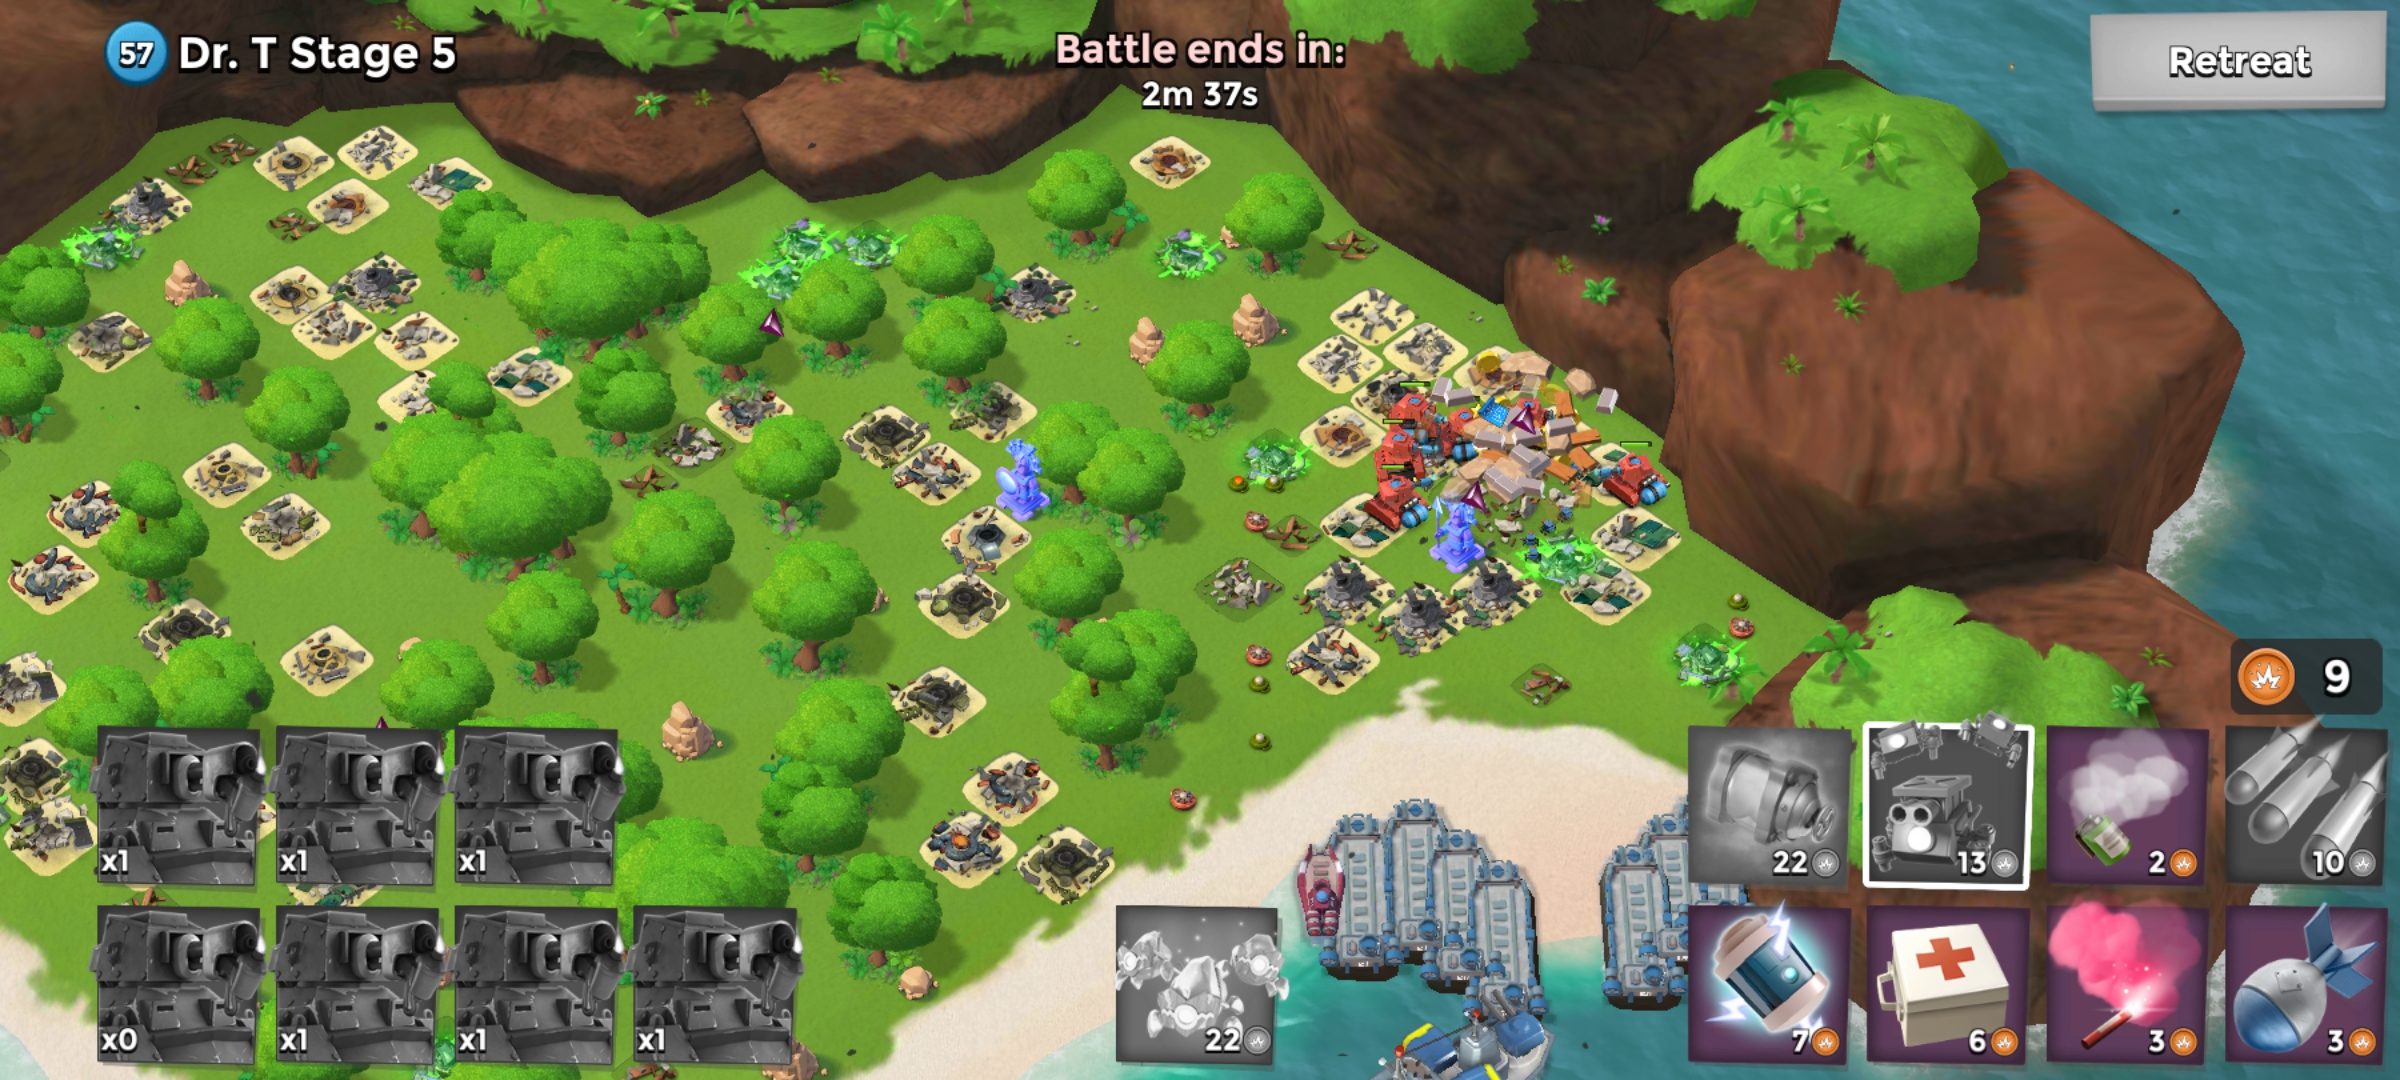 57 Dr. T Stage 5
Battle ends in:
2m 37s
Retreat
9
x1 x1 x1
22 13 2 10
x0 x1 x1 x1
22
7 6 3 3